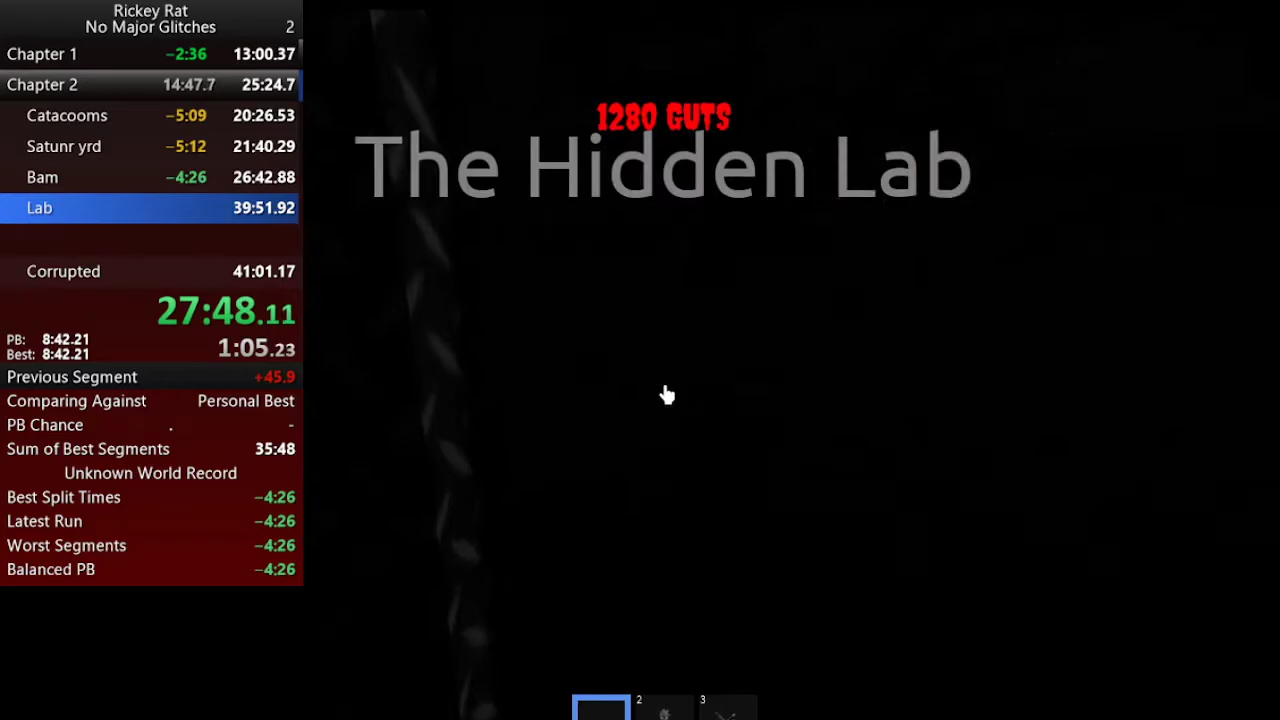 Rickey Rat
No Major Glitches 2
Chapter 1 −2:36 13:00.37
Chapter 2 14:47.7 25:24.7
Catacooms −5:09 20:26.53
Satunr yrd −5:12 21:40.29
Bam −4:26 26:42.88
Lab 39:51.92
Corrupted 41:01.17
27:48.11
PB: 8:42.21
Best: 8:42.21
1:05.23
Previous Segment +45.9
Comparing Against Personal Best
PB Chance . -
Sum of Best Segments 35:48
Unknown World Record
Best Split Times −4:26
Latest Run −4:26
Worst Segments −4:26
Balanced PB −4:26
1280 GUTS
The Hidden Lab
2 3